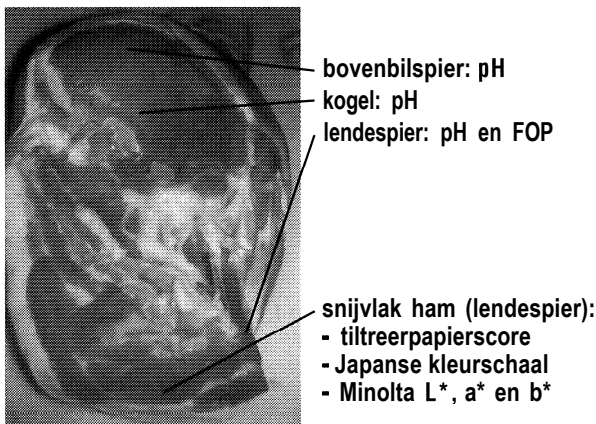 bovenbilspier: pH
kogel: pH
lendespier: pH en FOP
snijvlak ham (lendespier):
- tiltreerpapierscore
- Japanse kleurschaal
- Minolta L*, a* en b*